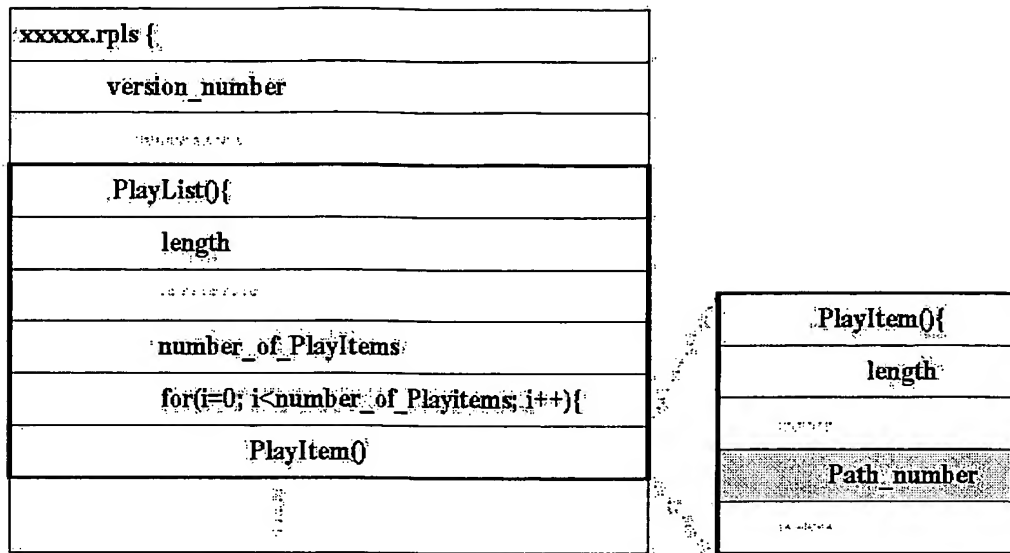 xxxxx.rpls {
version_number
PlayList(){
length
number_of_PlayItems
for(i=0; i<number_of_Playitems; i++){
PlayItem()
PlayItem(){
length
Path_number